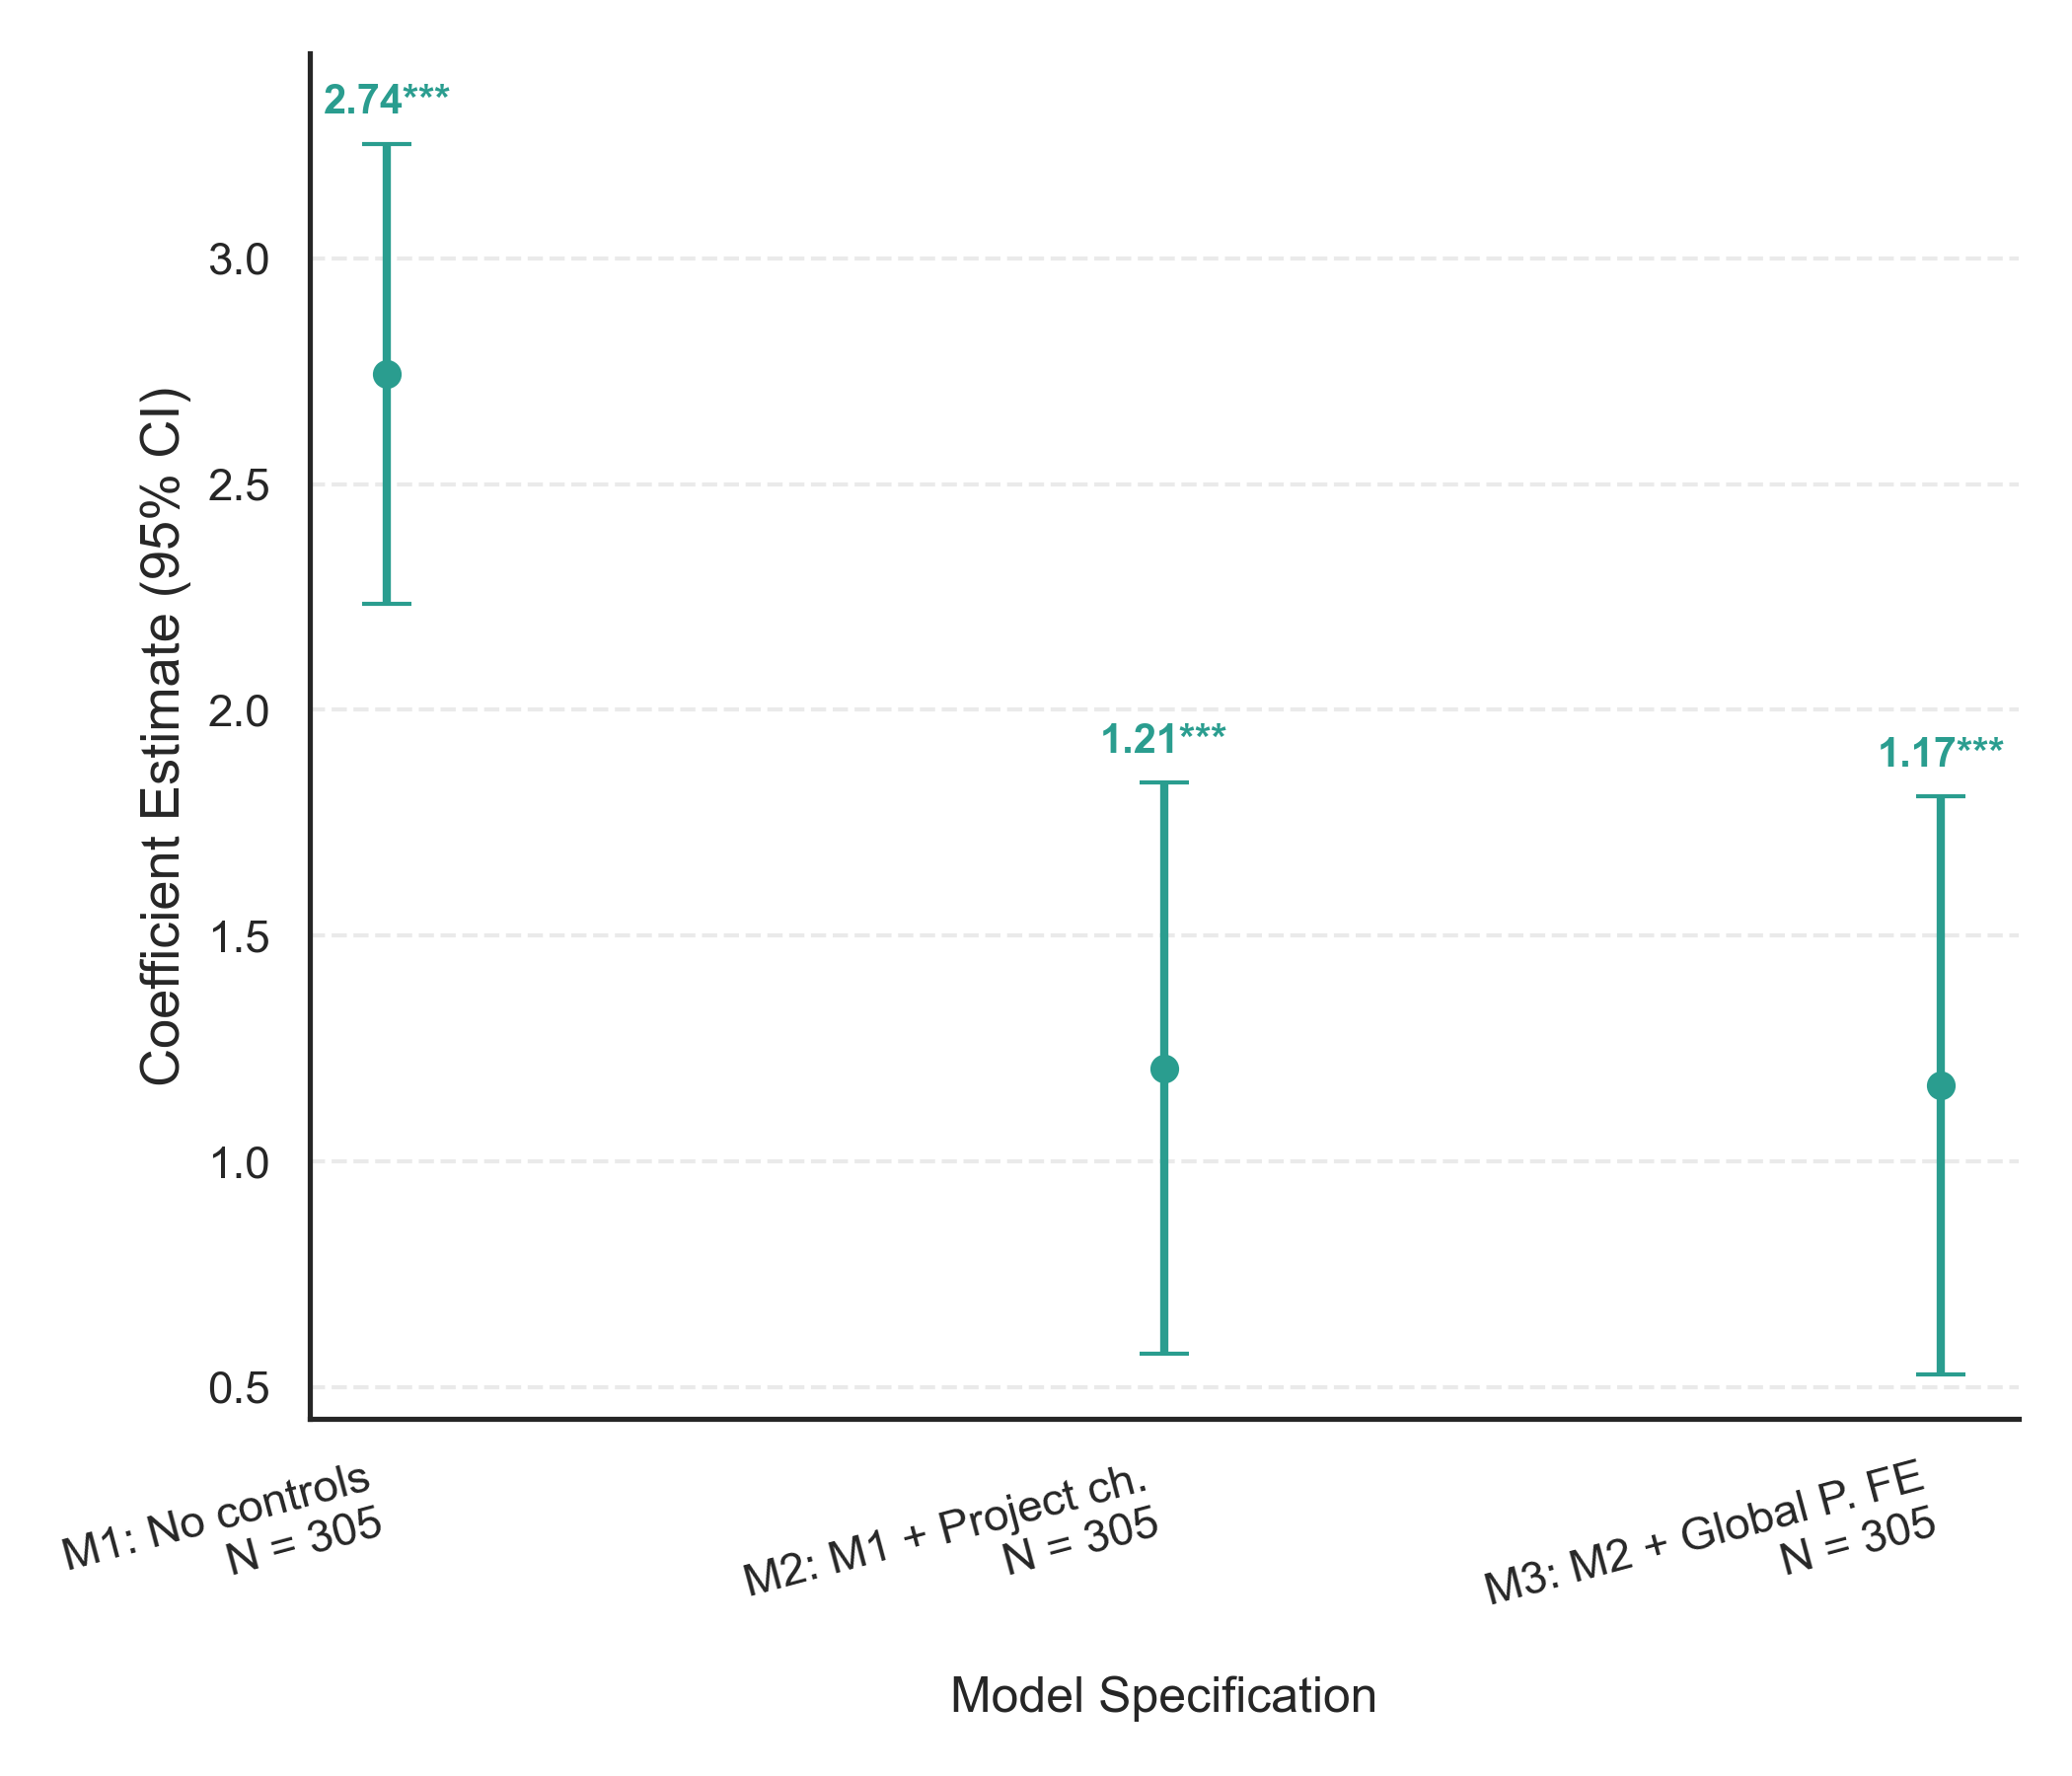 2.74***
1.21***
1.17***
3.0
2.5
2.0
1.5
1.0
0.5
Coefficient Estimate (95% CI)
M1: No controls
N = 305
M2: M1 + Project ch.
N = 305
M3: M2 + Global P. FE
N = 305
Model Specification